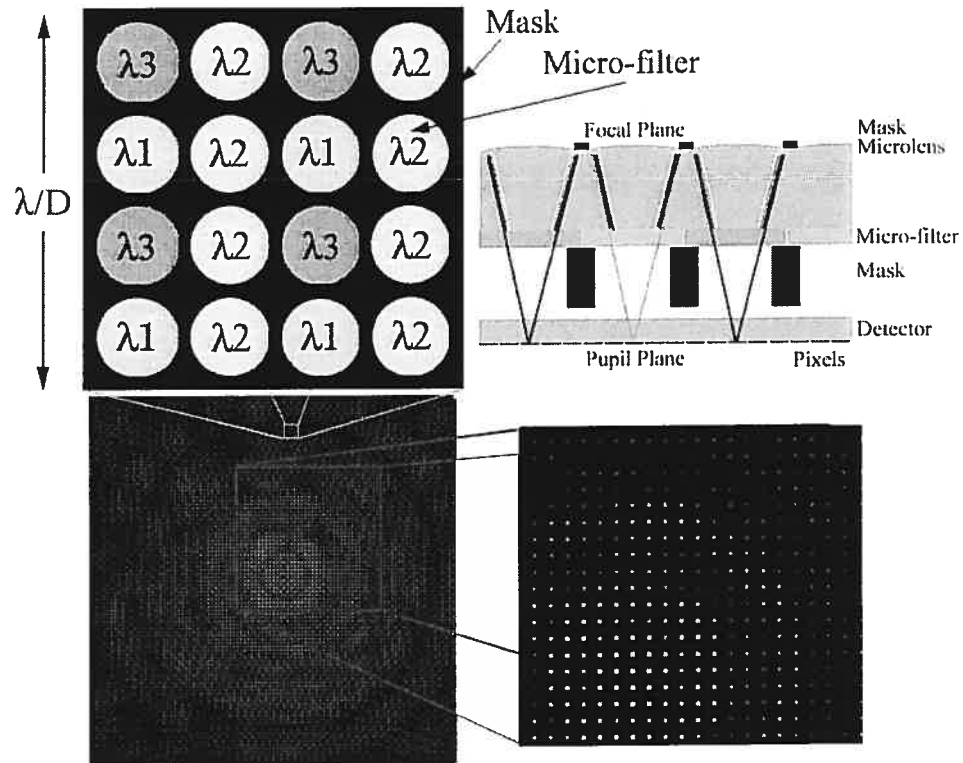 Mask
Micro-filter
λ3 λ2 λ3 λ2
λ1 λ2 λ1 λ2
λ3 λ2 λ3 λ2
λ1 λ2 λ1 λ2
λ/D
Focal Plane
Mask
Microlens
Micro-filter
Mask
Detector
Pupil Plane
Pixels